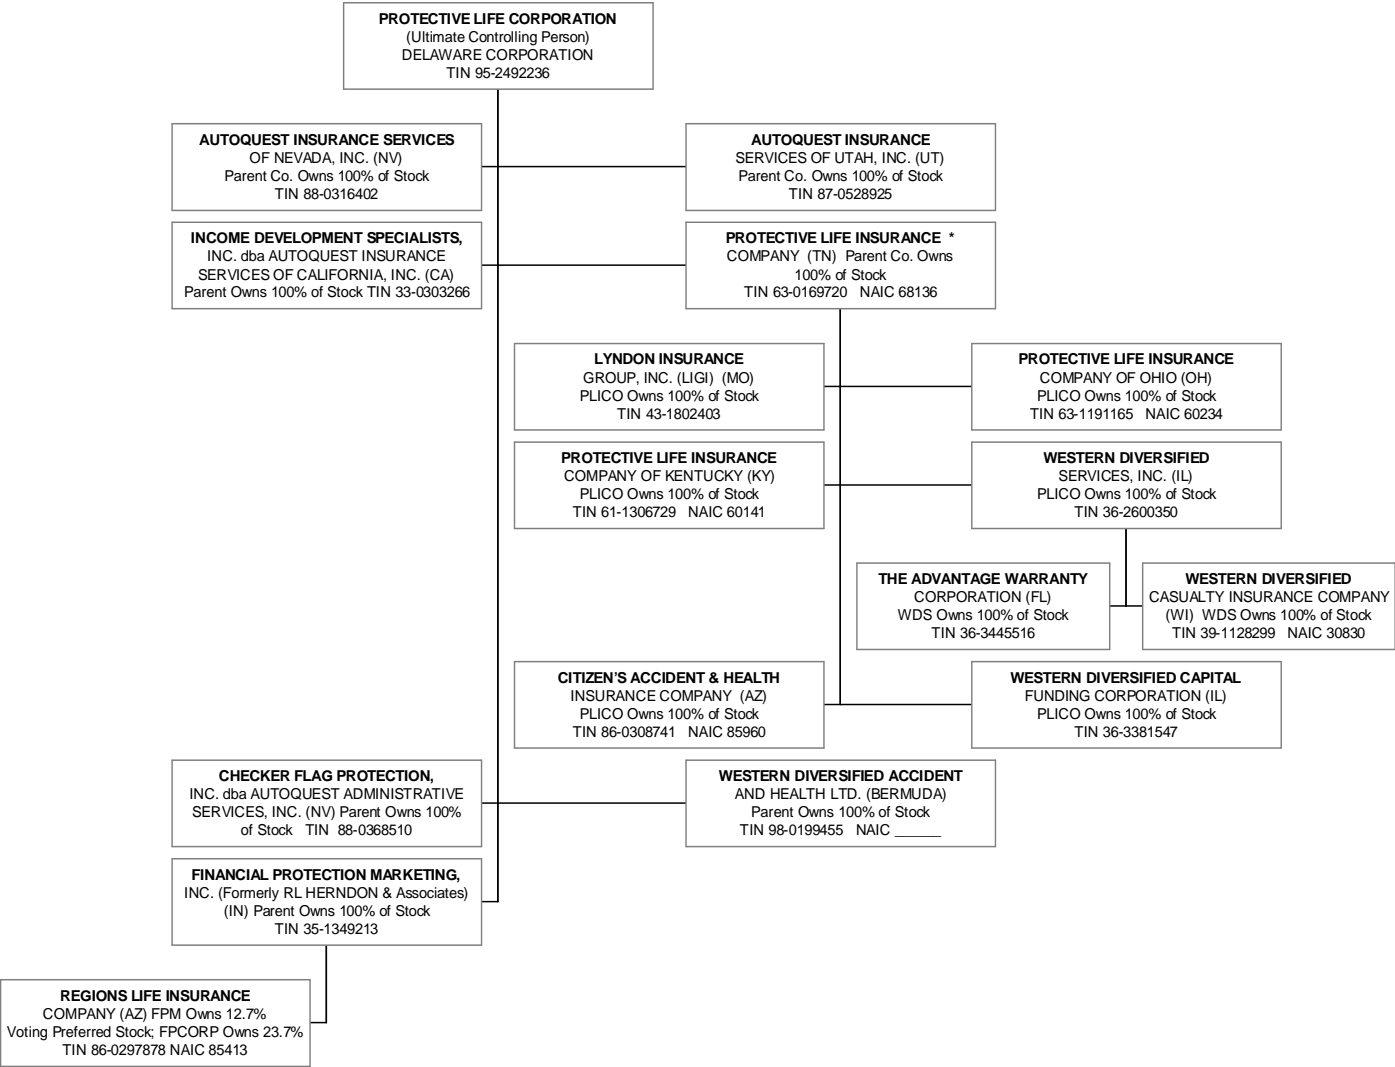 PROTECTIVE LIFE CORPORATION
(Ultimate Controlling Person)
DELAWARE CORPORATION
TIN 95-2492236
AUTOQUEST INSURANCE SERVICES
OF NEVADA, INC. (NV)
Parent Co. Owns 100% of Stock
TIN 88-0316402
AUTOQUEST INSURANCE
SERVICES OF UTAH, INC. (UT)
Parent Co. Owns 100% of Stock
TIN 87-0528925
INCOME DEVELOPMENT SPECIALISTS,
INC. dba AUTOQUEST INSURANCE
SERVICES OF CALIFORNIA, INC. (CA)
Parent Owns 100% of Stock TIN 33-0303266
PROTECTIVE LIFE INSURANCE *
COMPANY (TN) Parent Co. Owns
100% of Stock
TIN 63-0169720 NAIC 68136
LYNDON INSURANCE
GROUP, INC. (LIGI) (MO)
PLICO Owns 100% of Stock
TIN 43-1802403
PROTECTIVE LIFE INSURANCE
COMPANY OF OHIO (OH)
PLICO Owns 100% of Stock
TIN 63-1191165 NAIC 60234
PROTECTIVE LIFE INSURANCE
COMPANY OF KENTUCKY (KY)
PLICO Owns 100% of Stock
TIN 61-1306729 NAIC 60141
WESTERN DIVERSIFIED
SERVICES, INC. (IL)
PLICO Owns 100% of Stock
TIN 36-2600350
THE ADVANTAGE WARRANTY
CORPORATION (FL)
WDS Owns 100% of Stock
TIN 36-3445516
WESTERN DIVERSIFIED
CASUALTY INSURANCE COMPANY
(WI) WDS Owns 100% of Stock
TIN 39-1128299 NAIC 30830
CITIZEN'S ACCIDENT & HEALTH
INSURANCE COMPANY (AZ)
PLICO Owns 100% of Stock
TIN 86-0308741 NAIC 85960
WESTERN DIVERSIFIED CAPITAL
FUNDING CORPORATION (IL)
PLICO Owns 100% of Stock
TIN 36-3381547
CHECKER FLAG PROTECTION,
INC. dba AUTOQUEST ADMINISTRATIVE
SERVICES, INC. (NV) Parent Owns 100%
of Stock TIN 88-0368510
WESTERN DIVERSIFIED ACCIDENT
AND HEALTH LTD. (BERMUDA)
Parent Owns 100% of Stock
TIN 98-0199455 NAIC ______
FINANCIAL PROTECTION MARKETING,
INC. (Formerly RL HERNDON & Associates)
(IN) Parent Owns 100% of Stock
TIN 35-1349213
REGIONS LIFE INSURANCE
COMPANY (AZ) FPM Owns 12.7%
Voting Preferred Stock; FPCORP Owns 23.7%
TIN 86-0297878 NAIC 85413